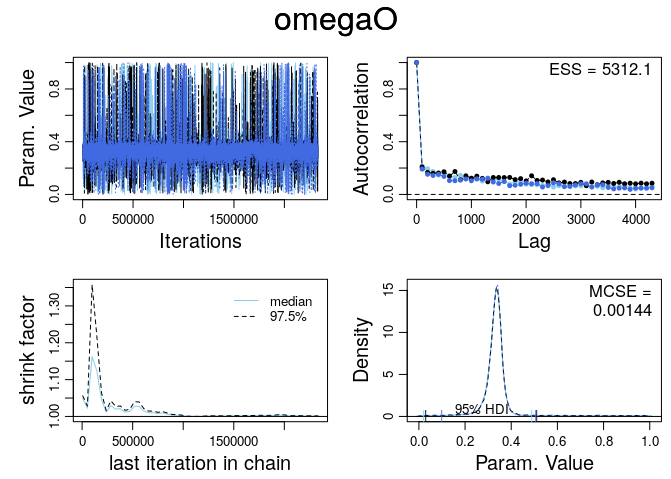 omegaO
Param. Value
0.0 0.4 0.8
0 500000 1500000
Iterations
Autocorrelation
0.0 0.4 0.8
ESS = 5312.1
0 1000 2000 3000 4000
Lag
shrink factor
1.00 1.10 1.20 1.30
median
97.5%
0 500000 1500000
last iteration in chain
Density
0 5 10 15
MCSE =
0.00144
95% HDI
0.0 0.2 0.4 0.6 0.8 1.0
Param. Value